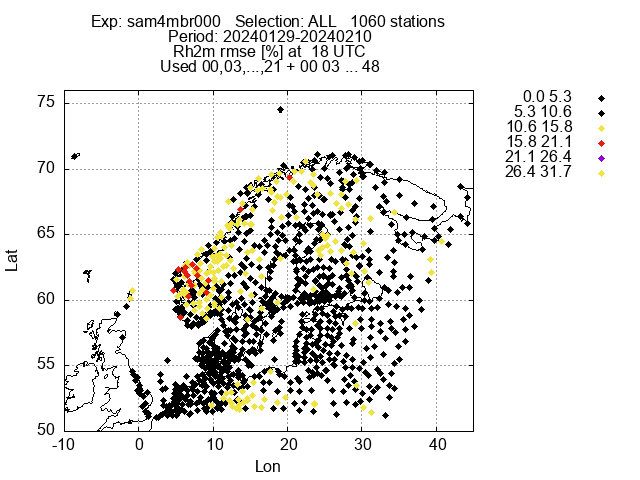 Exp: sam4mbr000 Selection: ALL 1060 stations
Period: 20240129-20240210
Rh2m rmse [%] at 18 UTC
Used 00,03,...,21 + 00 03 ... 48
0.0 5.3
5.3 10.6
10.6 15.8
15.8 21.1
21.1 26.4
26.4 31.7
75
70
65
60
55
50
Lat
-10 0 10 20 30 40
Lon